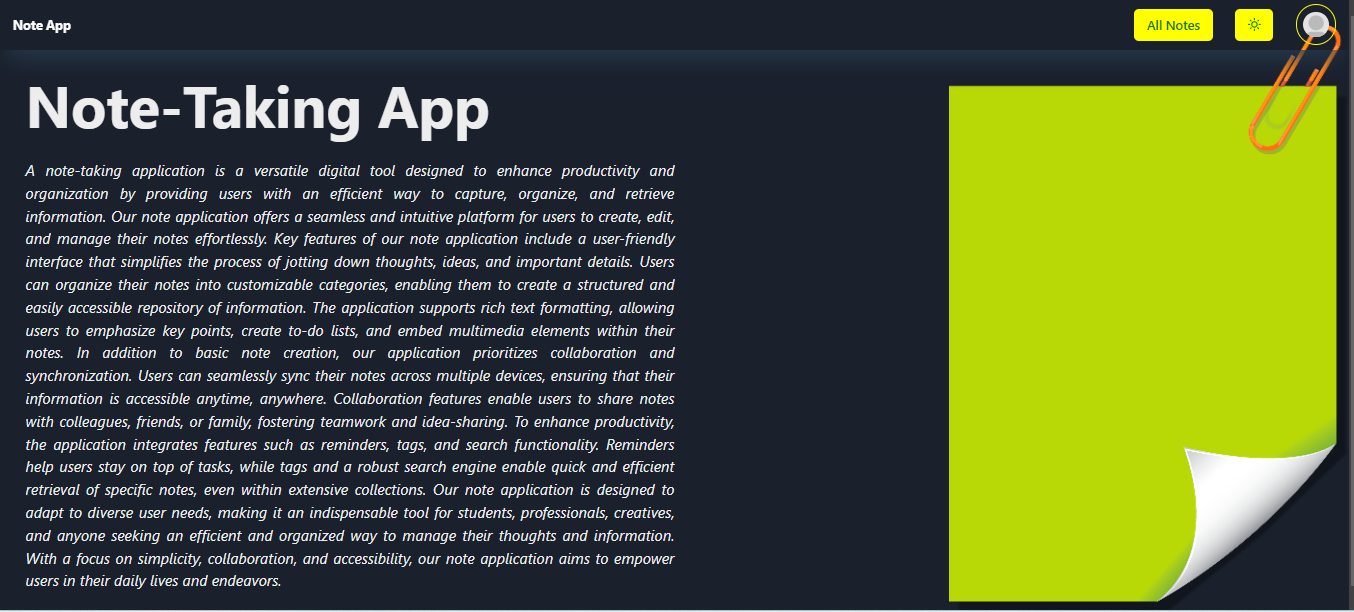 Note App
All Notes
Note-Taking App
A note-taking application is a versatile digital tool designed to enhance productivity and
organization by providing users with an efficient way to capture, organize, and retrieve
information. Our note application offers a seamless and intuitive platform for users to create, edit,
and manage their notes effortlessly. Key features of our note application include a user-friendly
interface that simplifies the process of jotting down thoughts, ideas, and important details. Users
can organize their notes into customizable categories, enabling them to create a structured and
easily accessible repository of information. The application supports rich text formatting, allowing
users to emphasize key points, create to-do lists, and embed multimedia elements within their
notes. In addition to basic note creation, our application prioritizes collaboration and
synchronization. Users can seamlessly sync their notes across multiple devices, ensuring that their
information is accessible anytime, anywhere. Collaboration features enable users to share notes
with colleagues, friends, or family, fostering teamwork and idea-sharing. To enhance productivity,
the application integrates features such as reminders, tags, and search functionality. Reminders
help users stay on top of tasks, while tags and a robust search engine enable quick and efficient
retrieval of specific notes, even within extensive collections. Our note application is designed to
adapt to diverse user needs, making it an indispensable tool for students, professionals, creatives,
and anyone seeking an efficient and organized way to manage their thoughts and information.
With a focus on simplicity, collaboration, and accessibility, our note application aims to empower
users in their daily lives and endeavors.